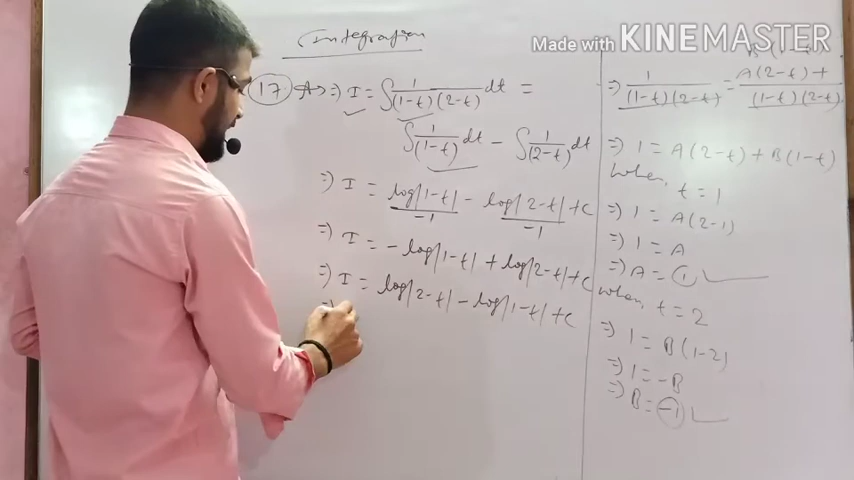 Made with KINEMASTER
Integration
17 A⇒ I = ∫ 1/(1-t)(2-t) dt =
∫ 1/(1-t) dt - ∫ 1/(2-t) dt
⇒ I = log|1-t|/-1 - log|2-t|/-1 + c
⇒ I = -log|1-t| + log|2-t| + c
⇒ I = log|2-t| - log|1-t| + c
⇒
⇒ 1/(1-t)(2-t) = A(2-t) + B(1-t)/(1-t)(2-t)
⇒ 1 = A(2-t) + B(1-t)
when, t = 1
⇒ 1 = A(2-1)
⇒ 1 = A
⇒ A = 1
when, t = 2
⇒ 1 = B(1-2)
⇒ 1 = -B
⇒ B = -1